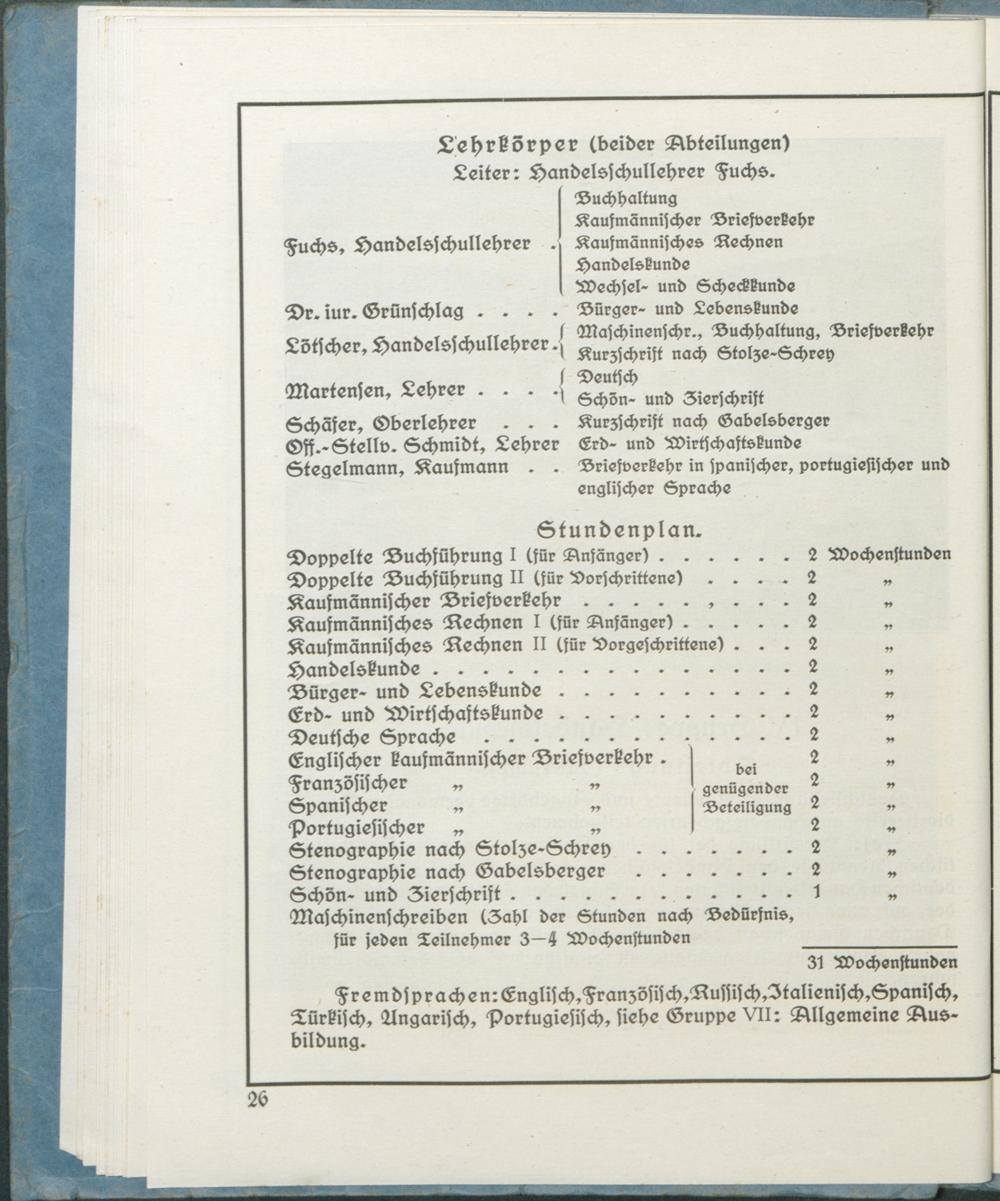 Lehrkörper (beider Abteilungen)
Leiter: Handelsschullehrer Fuchs.
Fuchs, Handelsschullehrer . Buchhaltung
Kaufmännischer Briefverkehr
Kaufmännisches Rechnen
Handelskunde
Wechsel- und Scheckkunde
Dr. iur. Grünschlag . . . . Bürger- und Lebenskunde
Lötscher, Handelsschullehrer . Maschinenschr., Buchhaltung, Briefverkehr
Kurzschrift nach Stolze-Schrey
Martensen, Lehrer . . . . Deutsch
Schön- und Zierschrift
Schäfer, Oberlehrer . . . Kurzschrift nach Gabelsberger
Off.-Stellv. Schmidt, Lehrer Erd- und Wirtschaftskunde
Stegelmann, Kaufmann . . Briefverkehr in spanischer, portugiesischer und
englischer Sprache
Stundenplan.
Doppelte Buchführung I (für Anfänger) . . . . . . 2 Wochenstunden
Doppelte Buchführung II (für Vorschrittene) . . . . 2 „
Kaufmännischer Briefverkehr . . . . . , . . . 2 „
Kaufmännisches Rechnen I (für Anfänger) . . . . . 2 „
Kaufmännisches Rechnen II (für Vorgeschrittene) . . . 2 „
Handelskunde . . . . . . . . . . . . . . 2 „
Bürger- und Lebenskunde . . . . . . . . . . 2 „
Erd- und Wirtschaftskunde . . . . . . . . . . 2 „
Deutsche Sprache . . . . . . . . . . . . 2 „
Englischer kaufmännischer Briefverkehr . bei genügender Beteiligung 2 „
Französischer „ „ 2 „
Spanischer „ „ 2 „
Portugiesischer „ „ 2 „
Stenographie nach Stolze-Schrey . . . . . . . 2 „
Stenographie nach Gabelsberger . . . . . . . 2 „
Schön- und Zierschrift . . . . . . . . . . . . 1 „
Maschinenschreiben (Zahl der Stunden nach Bedürfnis,
für jeden Teilnehmer 3—4 Wochenstunden
31 Wochenstunden
Fremdsprachen: Englisch, Französisch, Russisch, Italienisch, Spanisch,
Türkisch, Ungarisch, Portugiesisch, siehe Gruppe VII: Allgemeine Aus-
bildung.
26